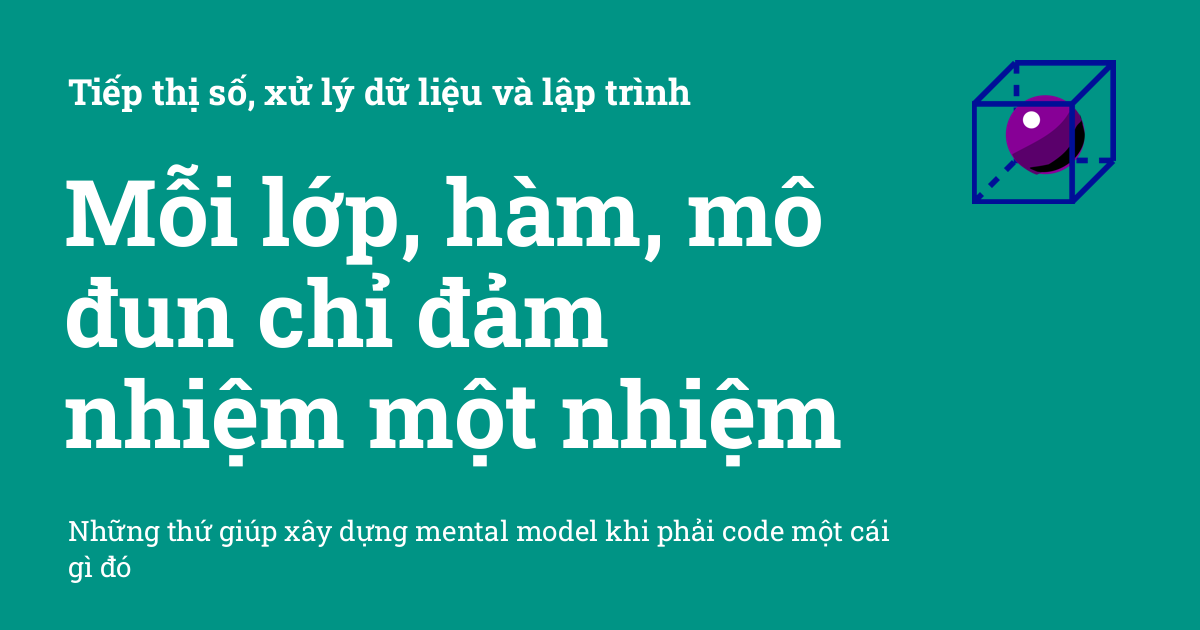 Tiếp thị số, xử lý dữ liệu và lập trình
Mỗi lớp, hàm, mô
đun chỉ đảm
nhiệm một nhiệm
Những thứ giúp xây dựng mental model khi phải code một cái
gì đó